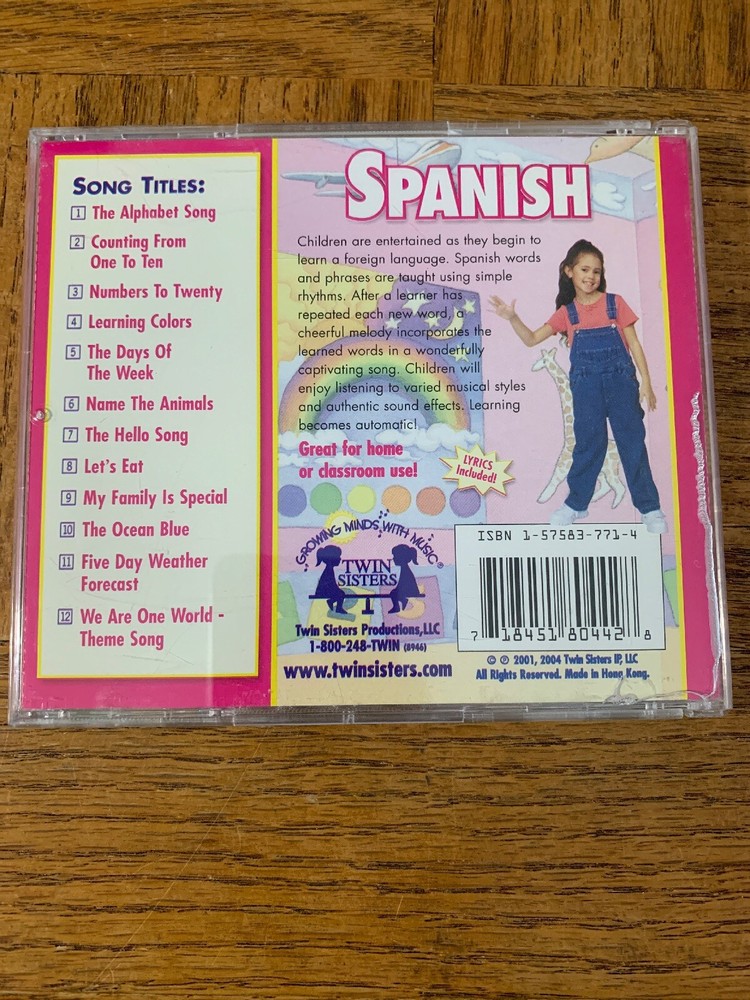 SONG TITLES:
1 The Alphabet Song
2 Counting From
One To Ten
3 Numbers To Twenty
4 Learning Colors
5 The Days Of
The Week
6 Name The Animals
7 The Hello Song
8 Let's Eat
9 My Family Is Special
10 The Ocean Blue
11 Five Day Weather
Forecast
12 We Are One World -
Theme Song
SPANISH
Children are entertained as they begin to
learn a foreign language. Spanish words
and phrases are taught using simple
rhythms. After a learner has
repeated each new word, a
cheerful melody incorporates the
learned words in a wonderfully
captivating song. Children will
enjoy listening to varied musical styles
and authentic sound effects. Learning
becomes automatic!
Great for home
or classroom use!
LYRICS
Included!
GROWING MINDS WITH MUSIC®
TWIN
SISTERS
Twin Sisters Productions, LLC
1-800-248-TWIN (8946)
www.twinsisters.com
ISBN 1-57583-771-4
7 18451 80442 8
© ℗ 2001, 2004 Twin Sisters IP, LLC
All Rights Reserved. Made in Hong Kong.